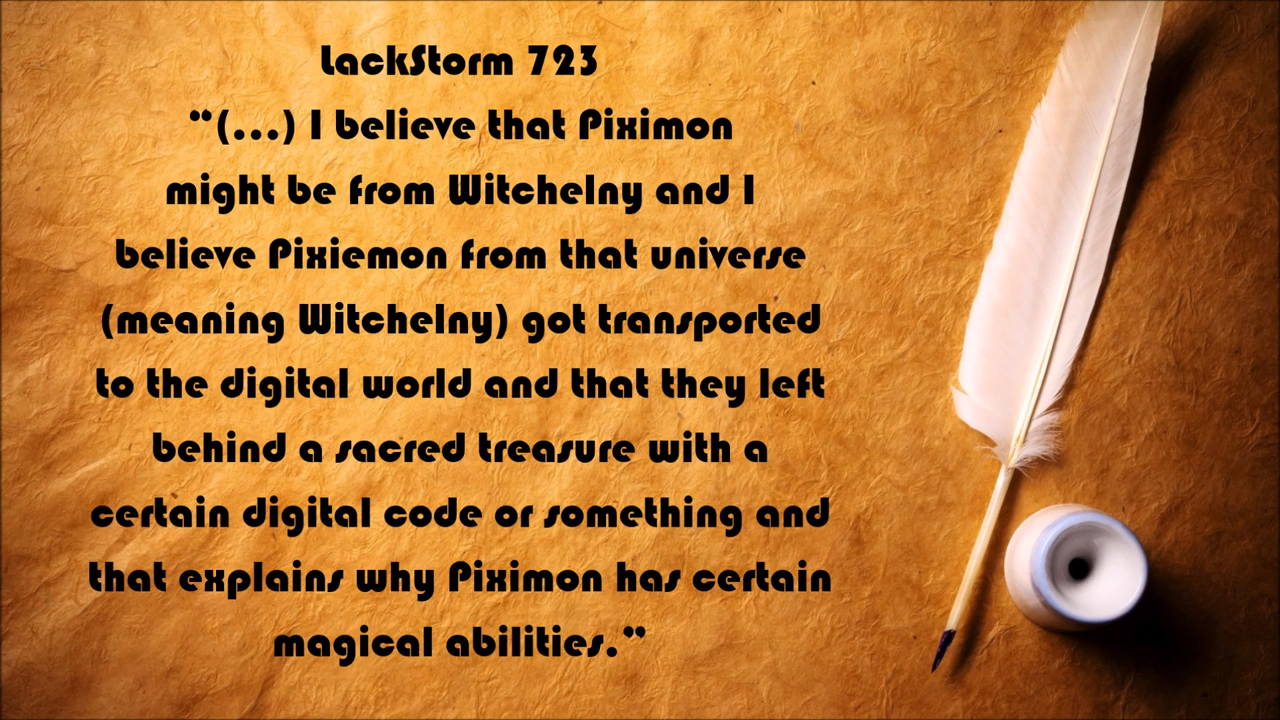 LackStorm 723
“(...) I believe that Piximon
might be from Witchelny and I
believe Pixiemon from that universe
(meaning Witchelny) got transported
to the digital world and that they left
behind a sacred treasure with a
certain digital code or something and
that explains why Piximon has certain
magical abilities.”